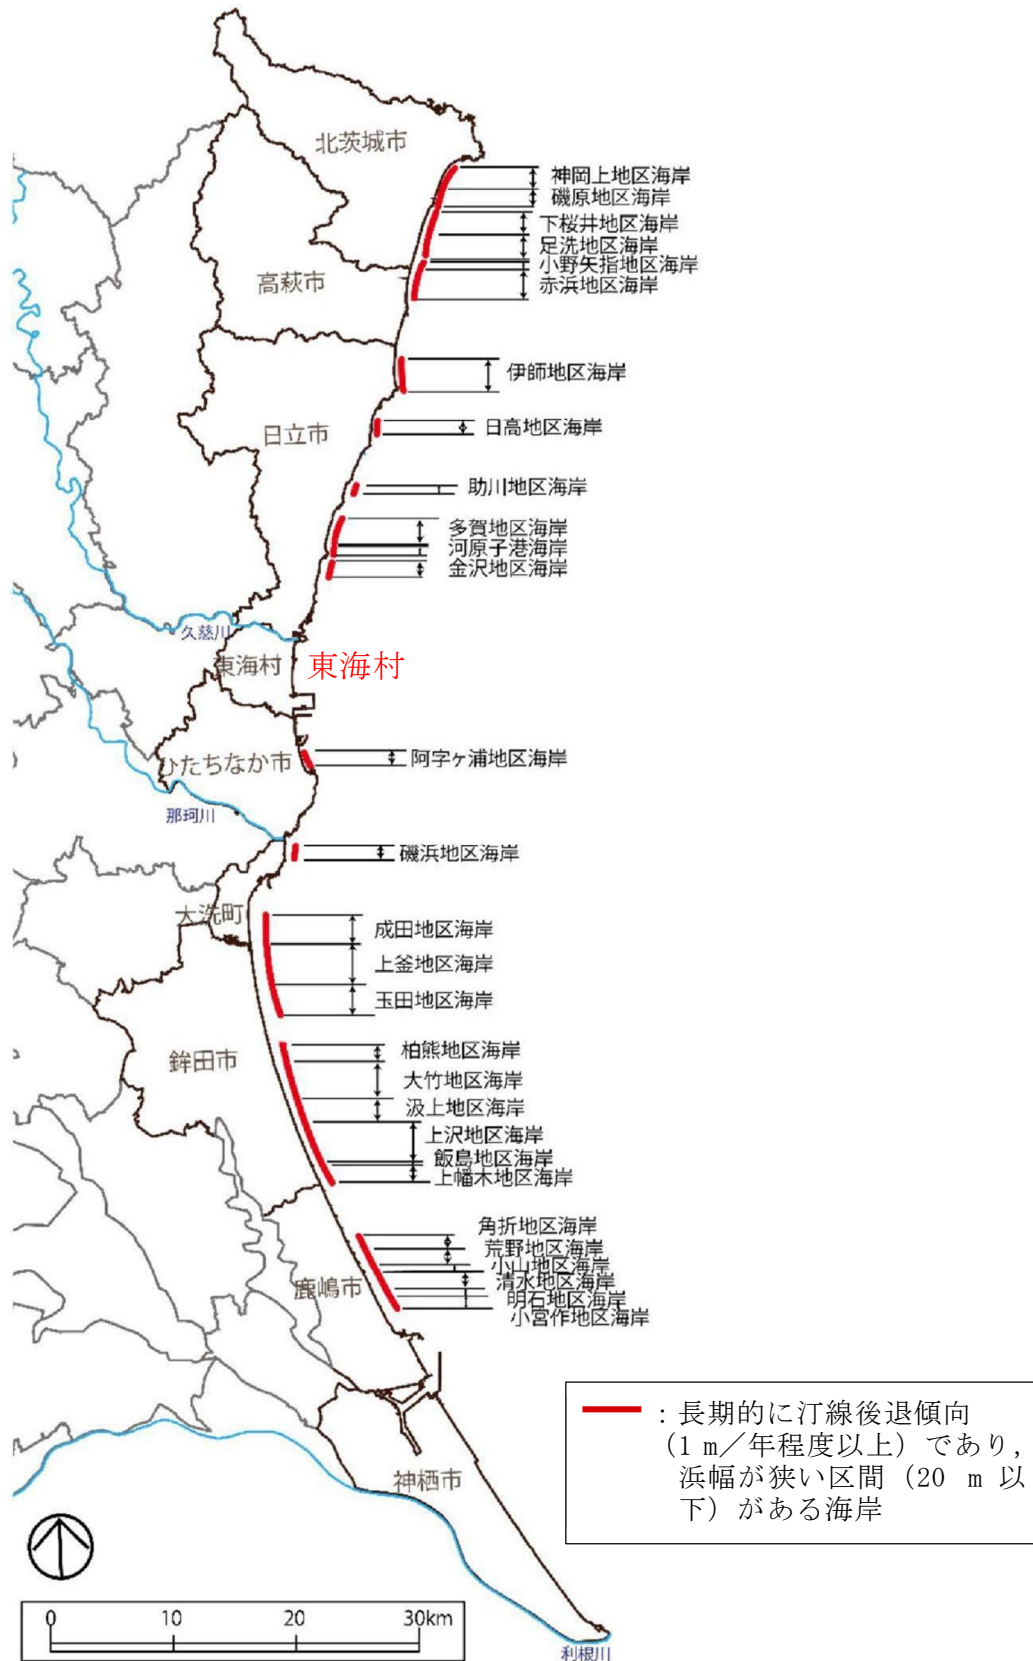 北茨城市
神岡上地区海岸
磯原地区海岸
下桜井地区海岸
足洗地区海岸
小野矢指地区海岸
赤浜地区海岸
高萩市
伊師地区海岸
日立市
日高地区海岸
助川地区海岸
多賀地区海岸
河原子港海岸
金沢地区海岸
久慈川
東海村
東海村
ひたちなか市
阿字ヶ浦地区海岸
那珂川
磯浜地区海岸
大洗町
成田地区海岸
上釜地区海岸
玉田地区海岸
鉾田市
柏熊地区海岸
大竹地区海岸
汲上地区海岸
上沢地区海岸
飯島地区海岸
上幡木地区海岸
角折地区海岸
荒野地区海岸
小山地区海岸
清水地区海岸
鹿嶋市
明石地区海岸
小宮作地区海岸
：長期的に汀線後退傾向
(1 m／年程度以上）であり，
浜幅が狭い区間（20 m 以
下）がある海岸
神栖市
0 10 20 30km
利根川